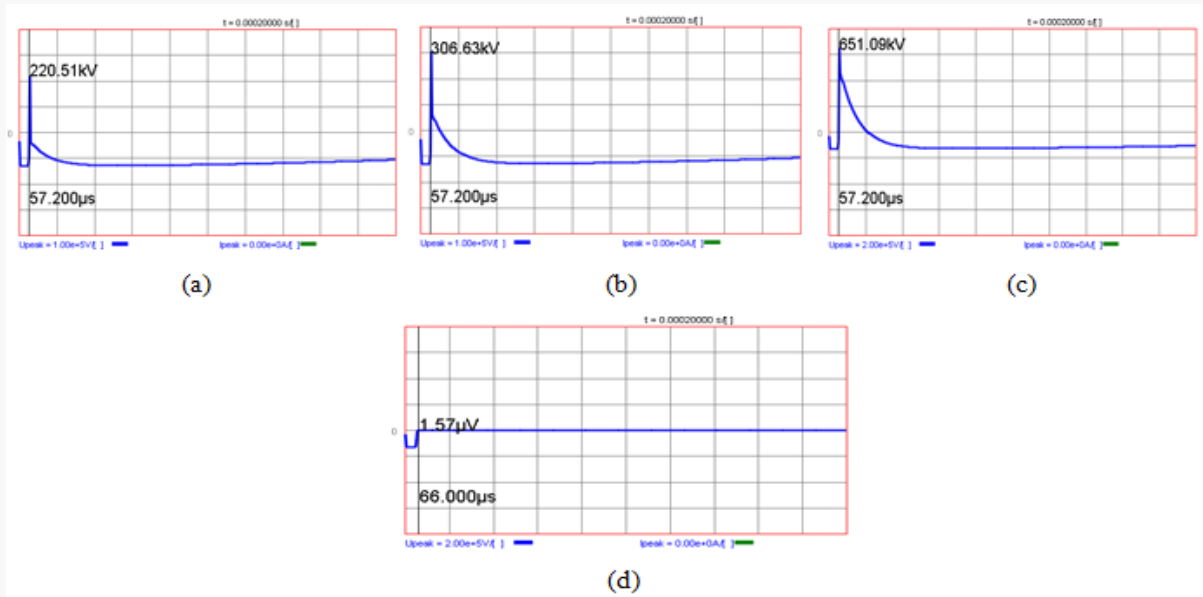 t = 0.00020000 s/[ ]
220.51kV
0
57.200µs
Upeak = 1.00e+5V/[ ] Ipeak = 0.00e+0A/[ ]
(a)
t = 0.00020000 s/[ ]
306.63kV
0
57.200µs
Upeak = 1.00e+5V/[ ] Ipeak = 0.00e+0A/[ ]
(b)
t = 0.00020000 s/[ ]
651.09kV
0
57.200µs
Upeak = 2.00e+5V/[ ] Ipeak = 0.00e+0A/[ ]
(c)
t = 0.00020000 s/[ ]
1.57µV
0
66.000µs
Upeak = 2.00e+5V/[ ] Ipeak = 0.00e+0A/[ ]
(d)